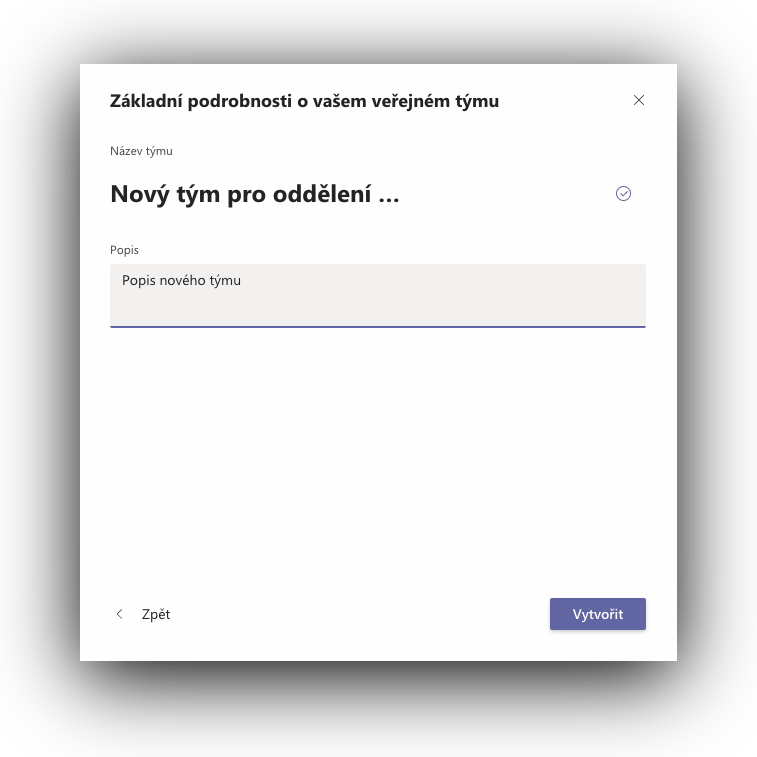 Základní podrobnosti o vašem veřejném týmu
Název týmu
Nový tým pro oddělení ...
Popis
Popis nového týmu
Zpět
Vytvořit